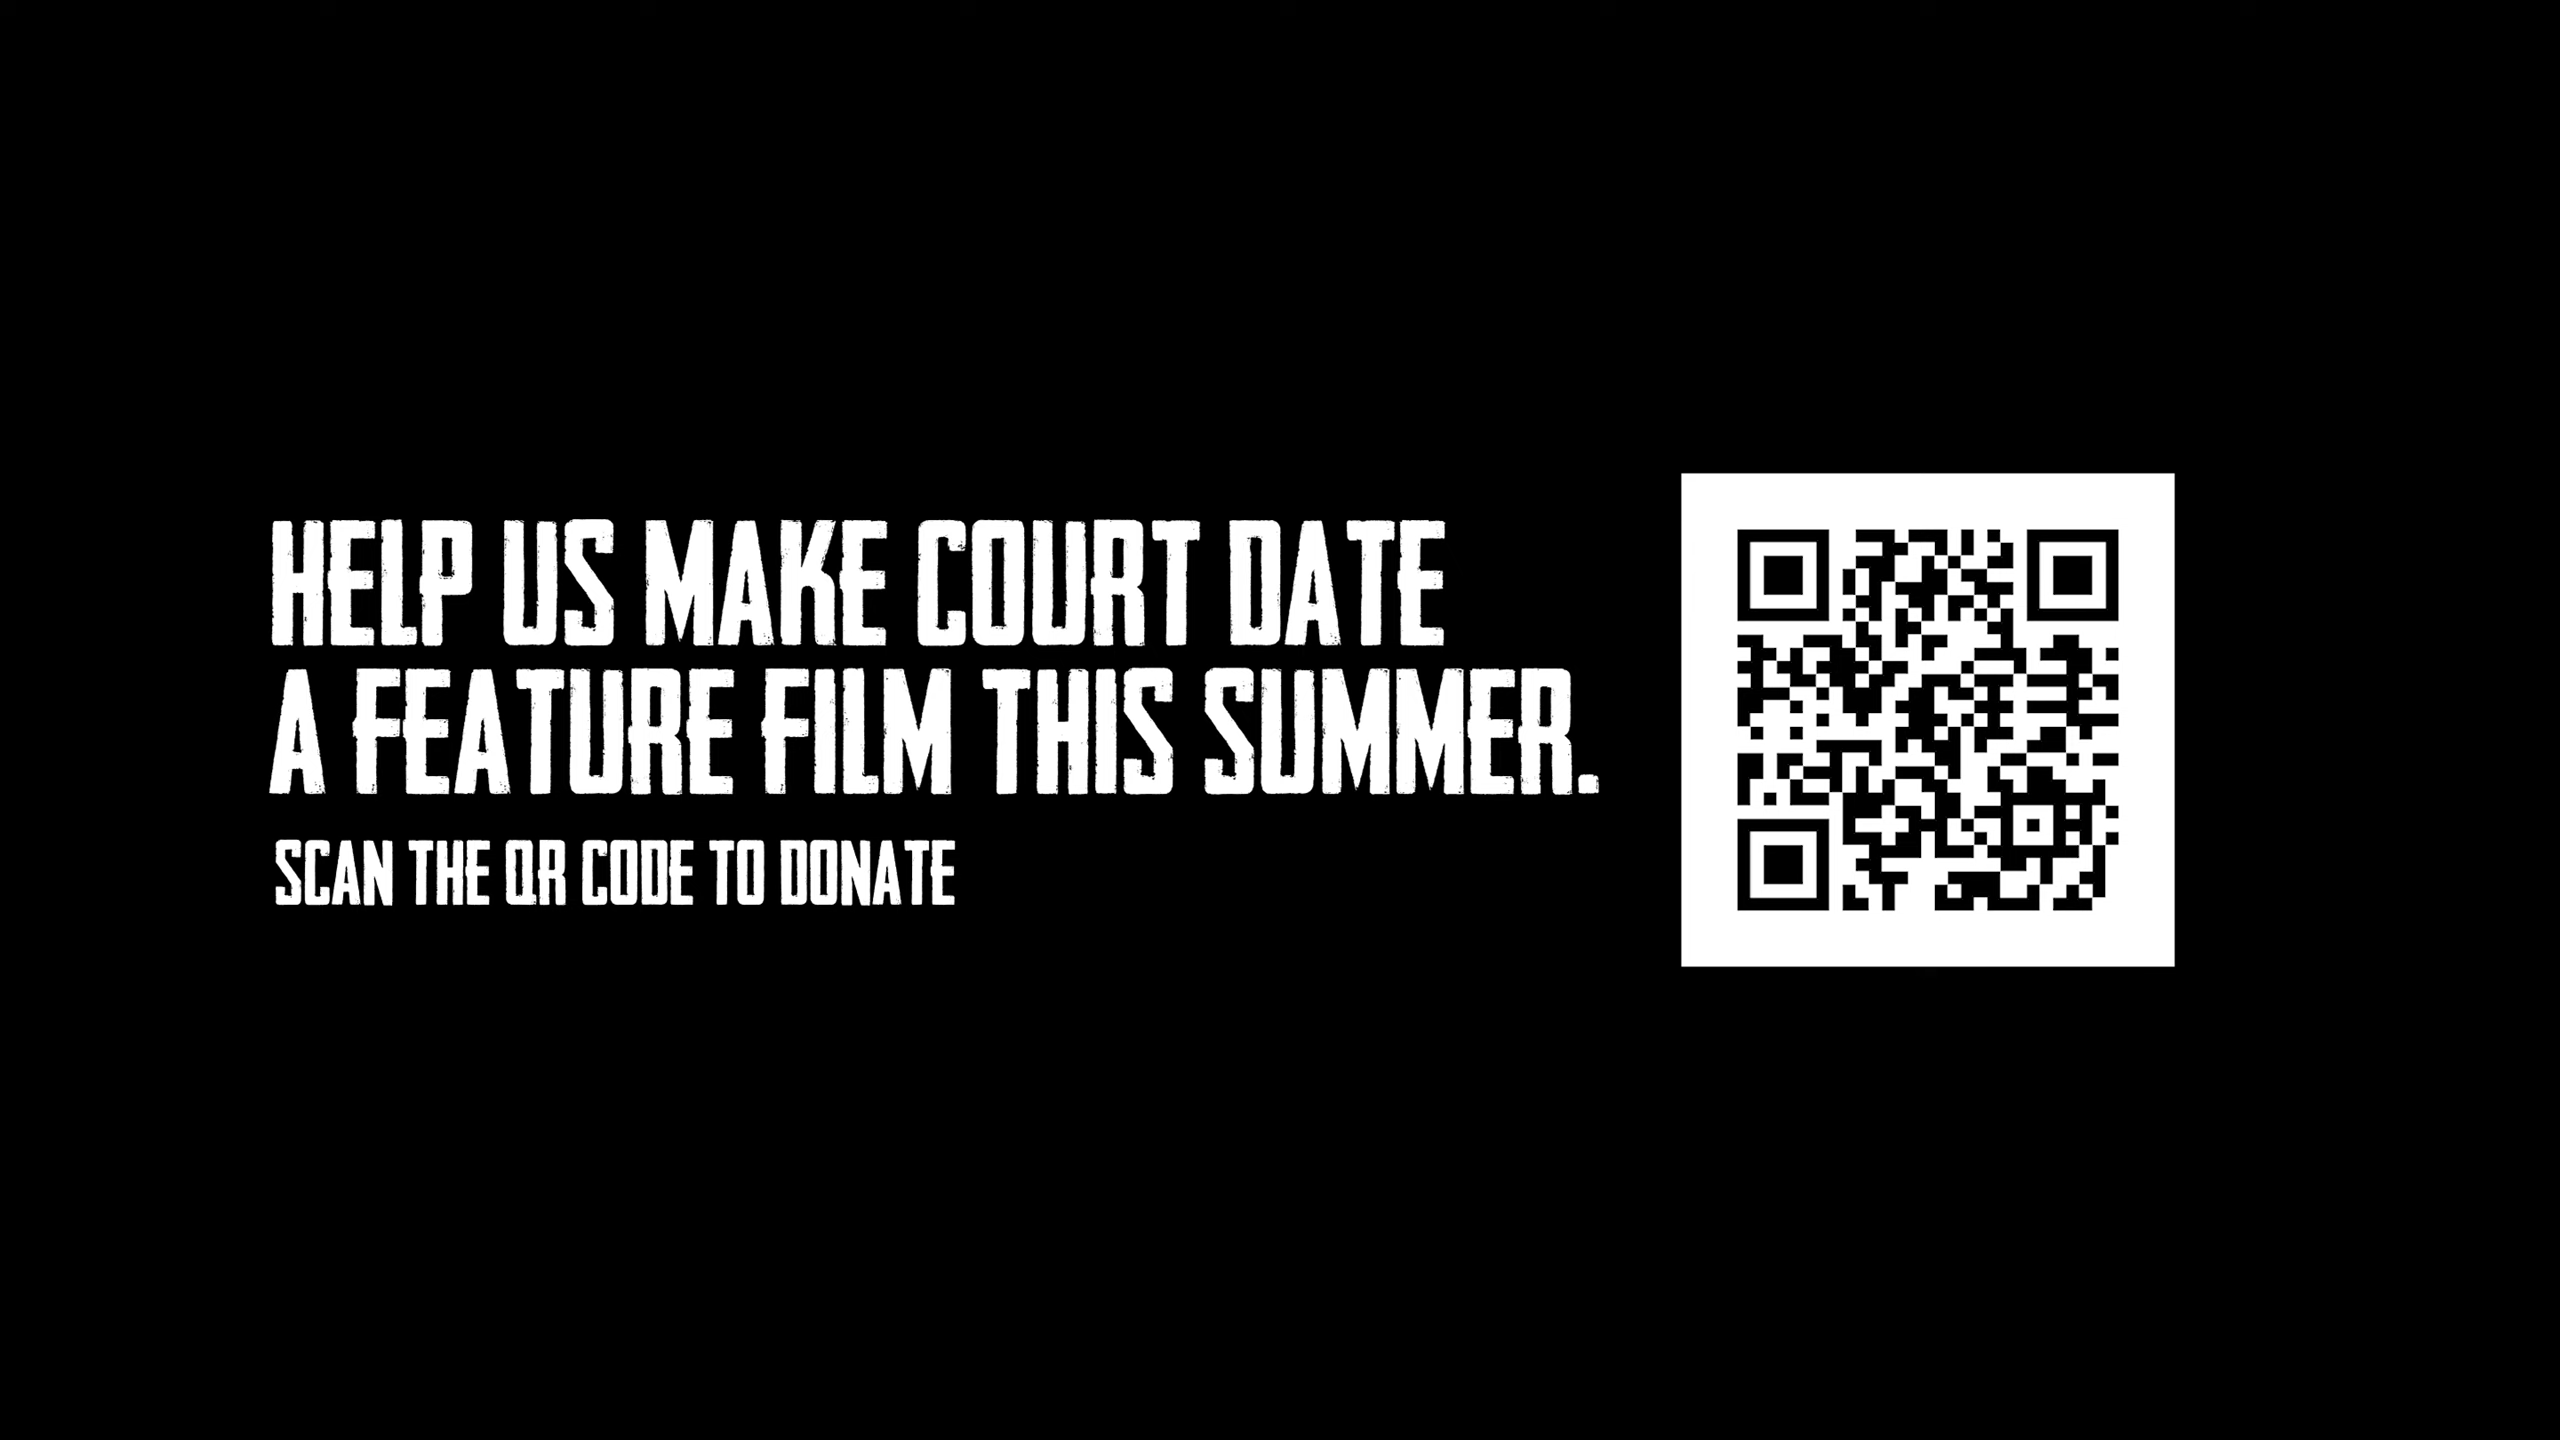 HELP US MAKE COURT DATE
A FEATURE FILM THIS SUMMER.
SCAN THE QR CODE TO DONATE